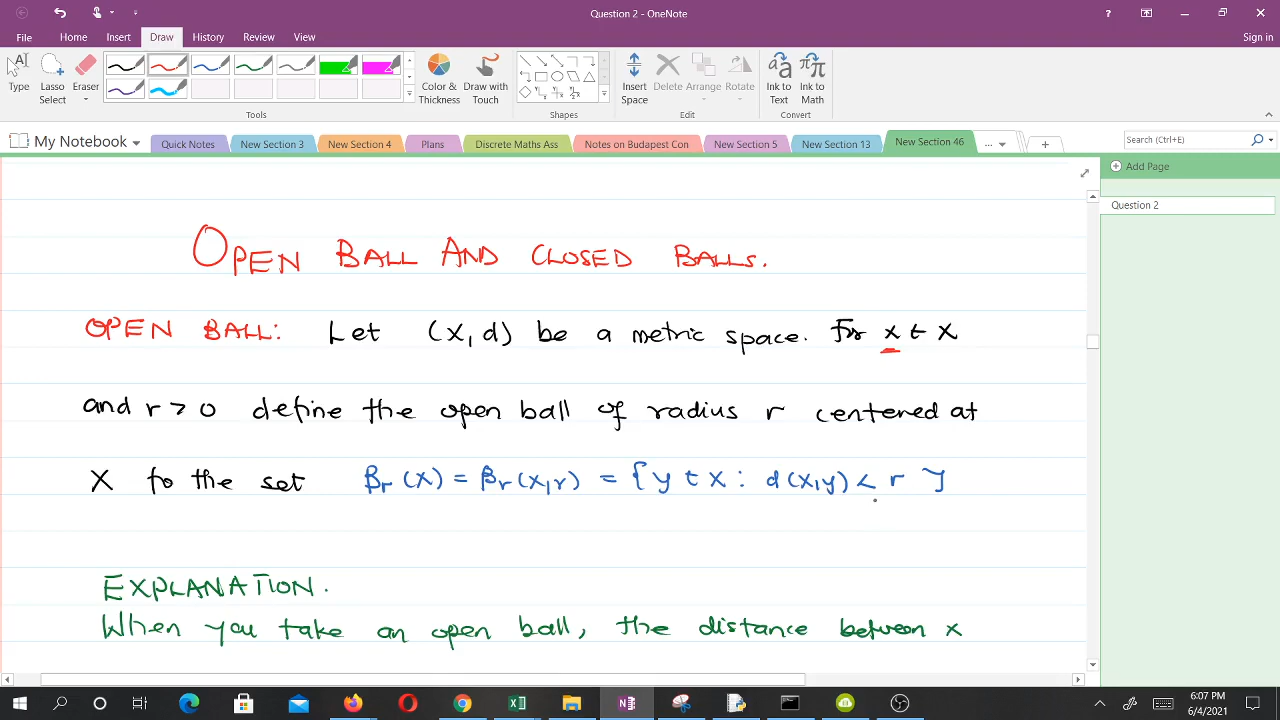 Question 2 - OneNote
File Home Insert Draw History Review View
Sign in
Type Lasso Select Eraser
Color & Thickness Draw with Touch
Insert Space Delete Arrange Rotate
Ink to Text Ink to Math
Tools Shapes Edit Convert
My Notebook Quick Notes New Section 3 New Section 4 Plans Discrete Maths Ass Notes on Budapest Con New Section 5 New Section 13 New Section 46 ... +
Search (Ctrl+E)
Add Page
Question 2
OPEN BALL AND CLOSED BALLS.
OPEN BALL: Let (X, d) be a metric space. For x ∈ X
and r > 0 define the open ball of radius r centered at
X to the set Br(x) = Br(x,r) = {y ∈ X : d(x,y) < r }
EXPLANATION.
When you take an open ball, the distance between x
6:07 PM
6/4/2021